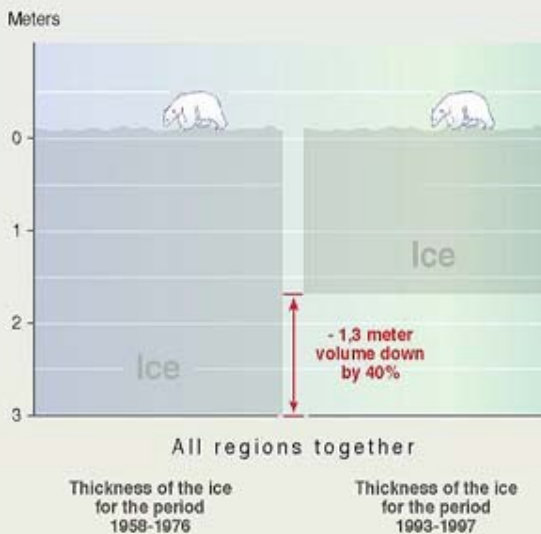 Meters
0
1
2
3
Ice
Ice
- 1,3 meter
volume down
by 40%
All regions together
Thickness of the ice
for the period
1958-1976
Thickness of the ice
for the period
1993-1997